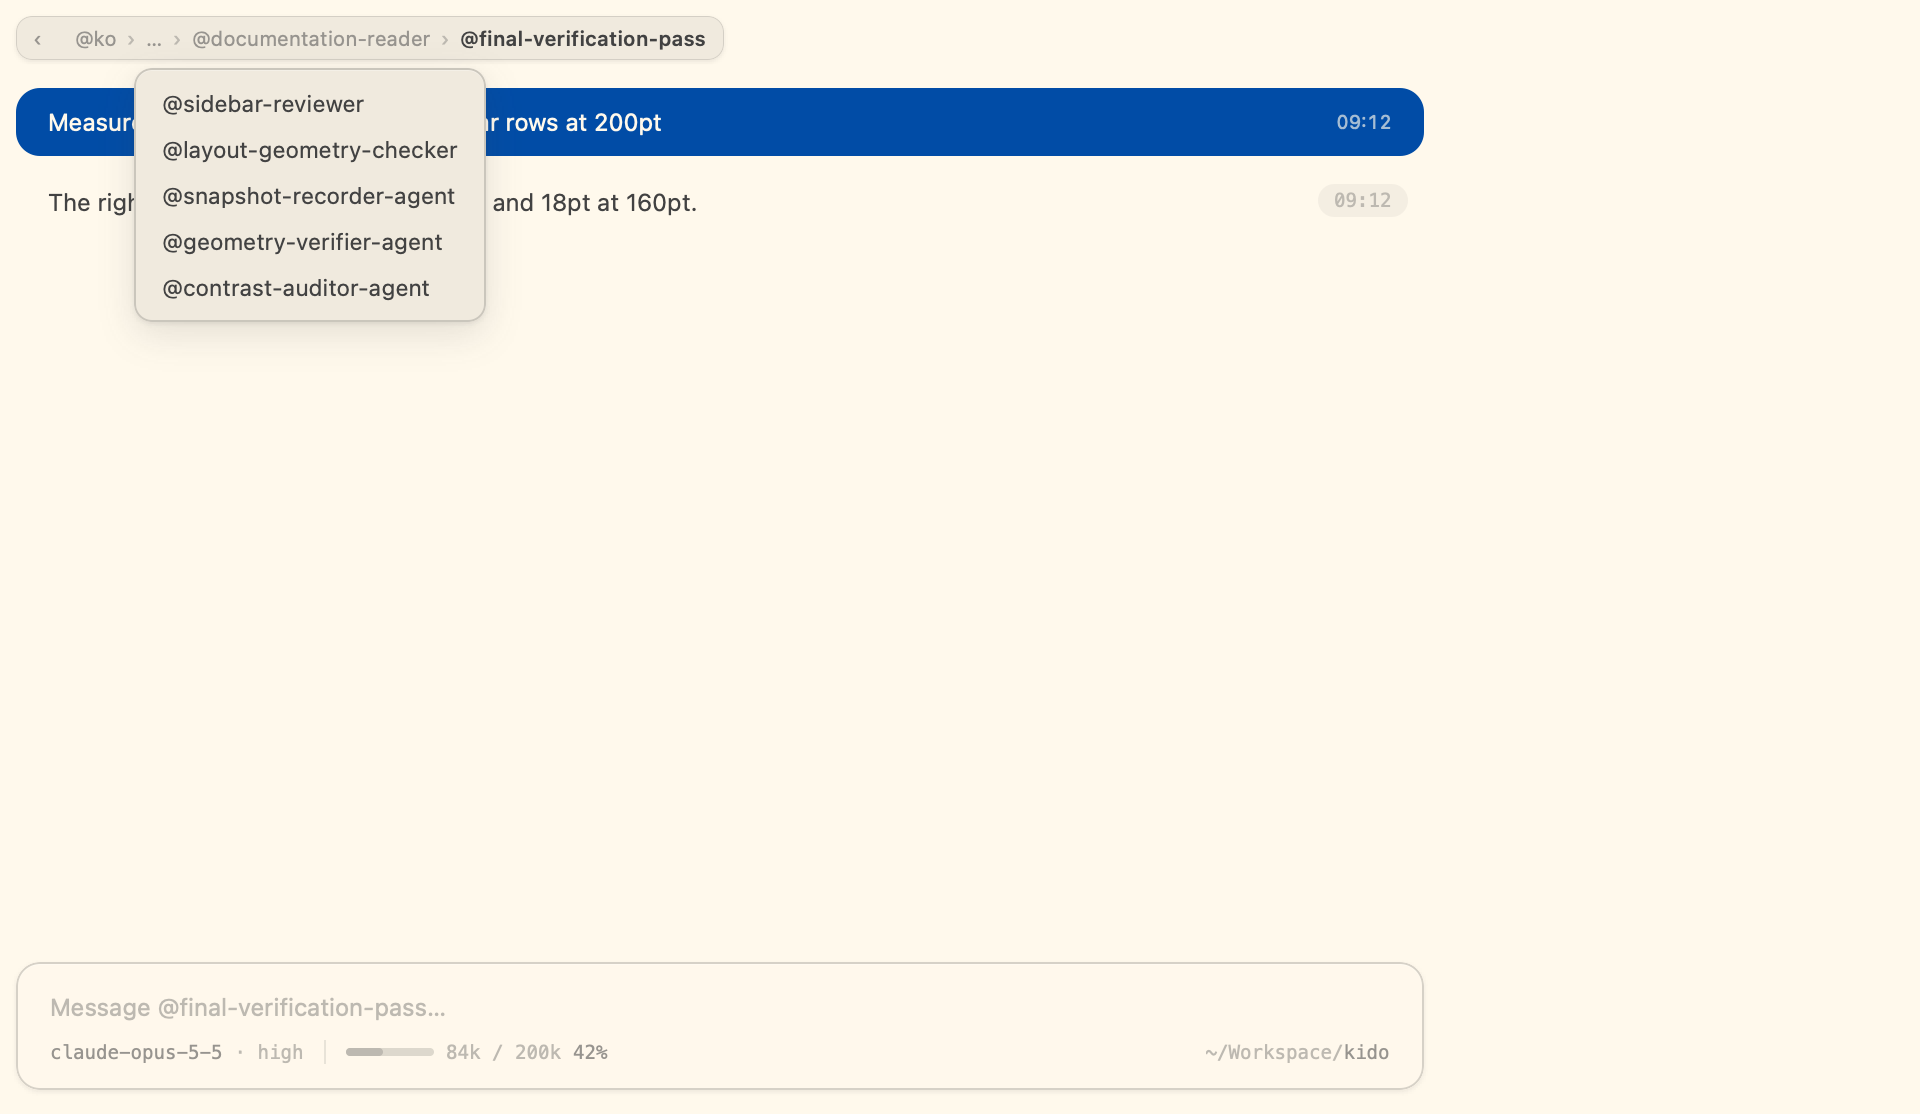 ‹ @ko › … › @documentation-reader › @final-verification-pass
@sidebar-reviewer
@layout-geometry-checker
@snapshot-recorder-agent
@geometry-verifier-agent
@contrast-auditor-agent
rows at 200pt 09:12
The and 18pt at 160pt. 09:12
Message @final-verification-pass…
claude-opus-5-5 · high 84k / 200k 42% ~/Workspace/kido